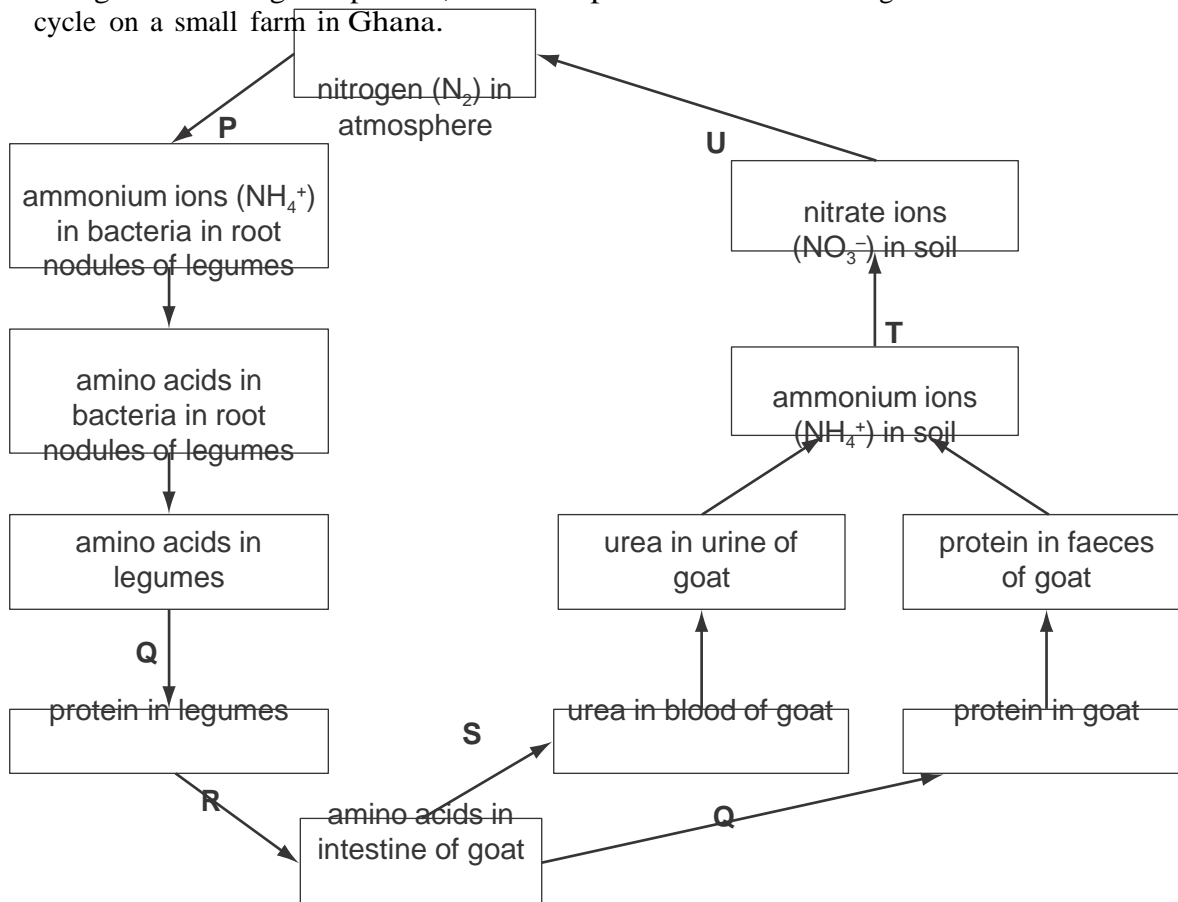 cycle on a small farm in Ghana.
nitrogen (N₂) in
atmosphere
P
U
ammonium ions (NH₄⁺)
in bacteria in root
nodules of legumes
nitrate ions
(NO₃⁻) in soil
T
amino acids in
bacteria in root
nodules of legumes
ammonium ions
(NH₄⁺) in soil
amino acids in
legumes
urea in urine of
goat
protein in faeces
of goat
Q
protein in legumes
urea in blood of goat
protein in goat
S
R
Q
amino acids in
intestine of goat